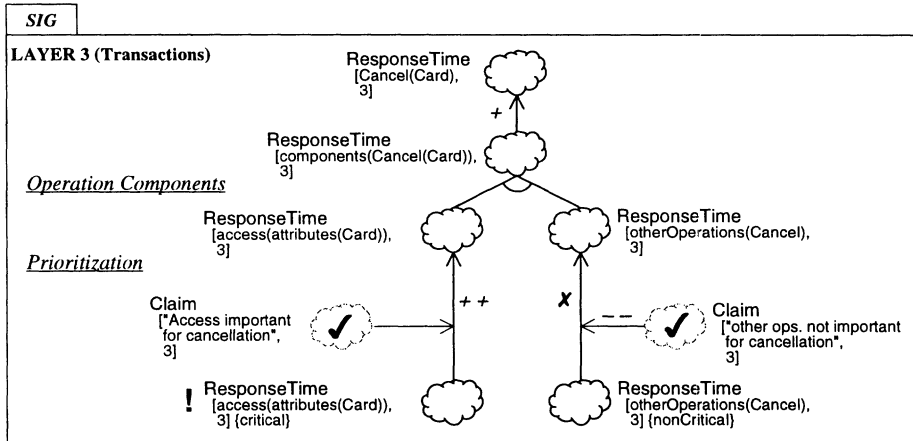 SIG
LAYER 3 (Transactions)
ResponseTime
[Cancel(Card),
3]
+
ResponseTime
[components(Cancel(Card)),
3]
Operation Components
ResponseTime
[access(attributes(Card)),
3]
ResponseTime
[otherOperations(Cancel),
3]
Prioritization
Claim
["Access important
for cancellation",
3]
✓
++
✗
− −
✓
Claim
["other ops. not important
for cancellation",
3]
! ResponseTime
[access(attributes(Card)),
3] {critical}
ResponseTime
[otherOperations(Cancel),
3] {nonCritical}